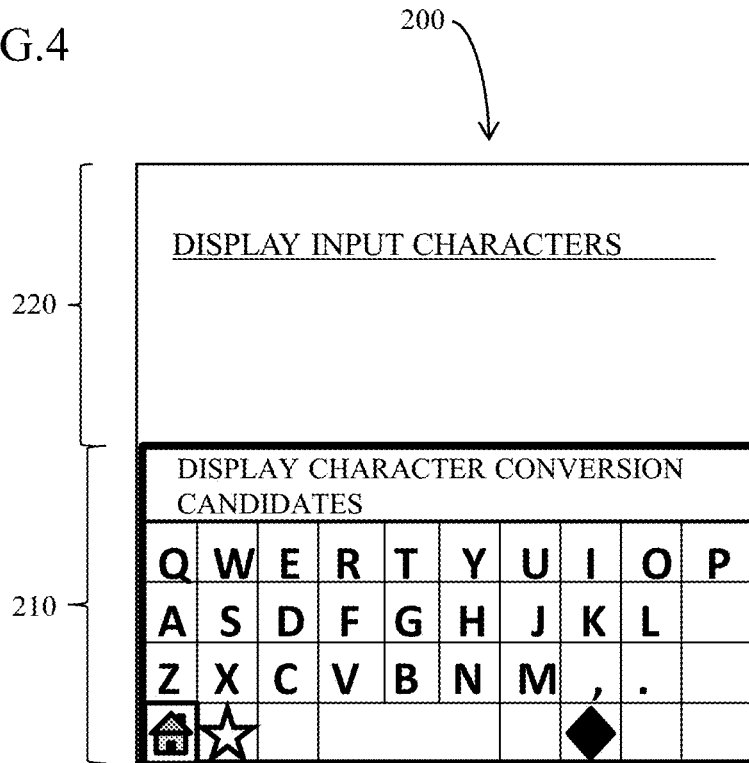 G.4
200
DISPLAY INPUT CHARACTERS
220
DISPLAY CHARACTER CONVERSION
CANDIDATES
Q W E R T Y U I O P
210
A S D F G H J K L
Z X C V B N M , .